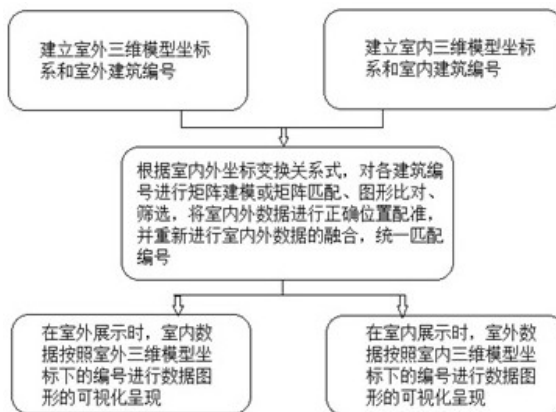 建立室外三维模型坐标
系和室外建筑编号
建立室内三维模型坐标
系和室内建筑编号
根据室内外坐标变换关系式，对各建筑编
号进行矩阵建模或矩阵匹配、图形比对、
筛选，将室内外数据进行正确位置配准，
并重新进行室内外数据的融合，统一匹配
编号
在室外展示时，室内数
据按照室外三维模型坐
标下的编号进行数据图
形的可视化呈现
在室内展示时，室外数
据按照室内三维模型坐
标下的编号进行数据图
形的可视化呈现